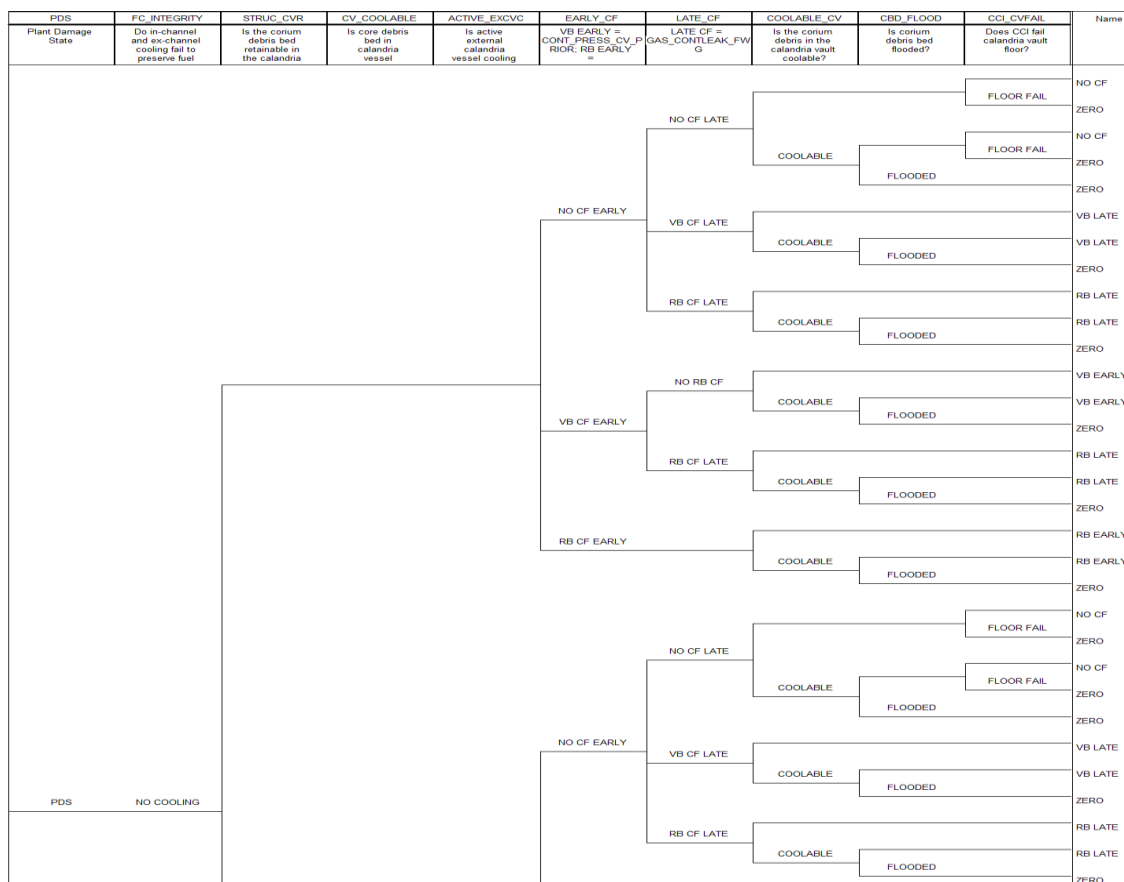 PDS FC_INTEGRITY STRUC_CVR CV_COOLABLE ACTIVE_EXCVC EARLY_CF LATE_CF COOLABLE_CV CBD_FLOOD CCI_CVFAIL Name
Plant Damage
State
Do in-channel
and ex-channel
cooling fail to
preserve fuel
Is the corium
debris bed
retainable in
the calandria
Is core debris
bed in
calandria
vessel
Is active
external
calandria
vessel cooling
VB EARLY =
CONT_PRESS_CV_P
RIOR; RB EARLY
=
LATE CF =
GAS_CONTLEAK_FW
G
Is the corium
debris in the
calandria vault
coolable?
Is corium
debris bed
flooded?
Does CCI fail
calandria vault
floor?
NO CF
FLOOR FAIL
ZERO
NO CF LATE
NO CF
FLOOR FAIL
COOLABLE
ZERO
FLOODED
ZERO
NO CF EARLY
VB LATE
VB CF LATE
VB LATE
COOLABLE
FLOODED
ZERO
RB LATE
RB CF LATE
RB LATE
COOLABLE
FLOODED
ZERO
VB EARLY
NO RB CF
VB EARLY
COOLABLE
FLOODED
ZERO
VB CF EARLY
RB LATE
RB CF LATE
RB LATE
COOLABLE
FLOODED
ZERO
RB EARLY
RB CF EARLY
RB EARLY
COOLABLE
FLOODED
ZERO
NO CF
FLOOR FAIL
ZERO
NO CF LATE
NO CF
FLOOR FAIL
COOLABLE
ZERO
FLOODED
ZERO
NO CF EARLY
VB LATE
VB CF LATE
VB LATE
COOLABLE
FLOODED
ZERO
PDS NO COOLING
RB LATE
RB CF LATE
RB LATE
COOLABLE
FLOODED
ZERO